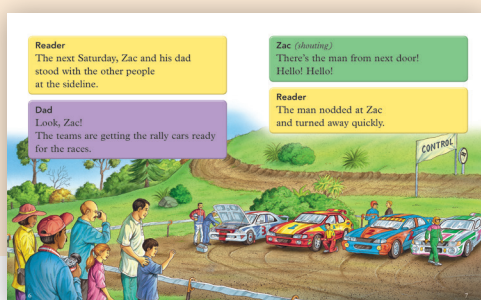 Reader
The next Saturday, Zac and his dad
stood with the other people
at the sideline.
Dad
Look, Zac!
The teams are getting the rally cars ready
for the races.
Zac (shouting)
There's the man from next door!
Hello! Hello!
Reader
The man nodded at Zac
and turned away quickly.
CONTROL
7